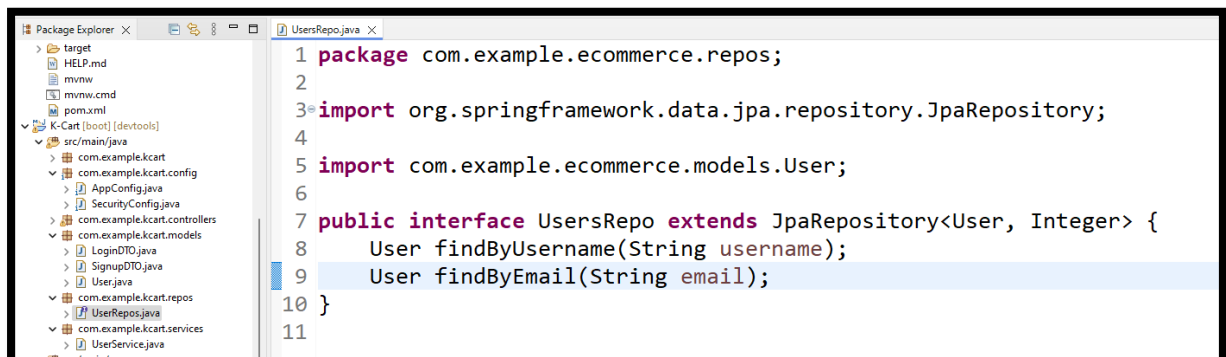 Package Explorer
target
HELP.md
mvnw
mvnw.cmd
pom.xml
K-Cart [boot] [devtools]
src/main/java
com.example.kcart
com.example.kcart.config
AppConfig.java
SecurityConfig.java
com.example.kcart.controllers
com.example.kcart.models
LoginDTO.java
SignupDTO.java
User.java
com.example.kcart.repos
UserRepos.java
com.example.kcart.services
UserService.java
UsersRepo.java
1 package com.example.ecommerce.repos;
2
3 import org.springframework.data.jpa.repository.JpaRepository;
4
5 import com.example.ecommerce.models.User;
6
7 public interface UsersRepo extends JpaRepository<User, Integer> {
8     User findByUsername(String username);
9     User findByEmail(String email);
10 }
11